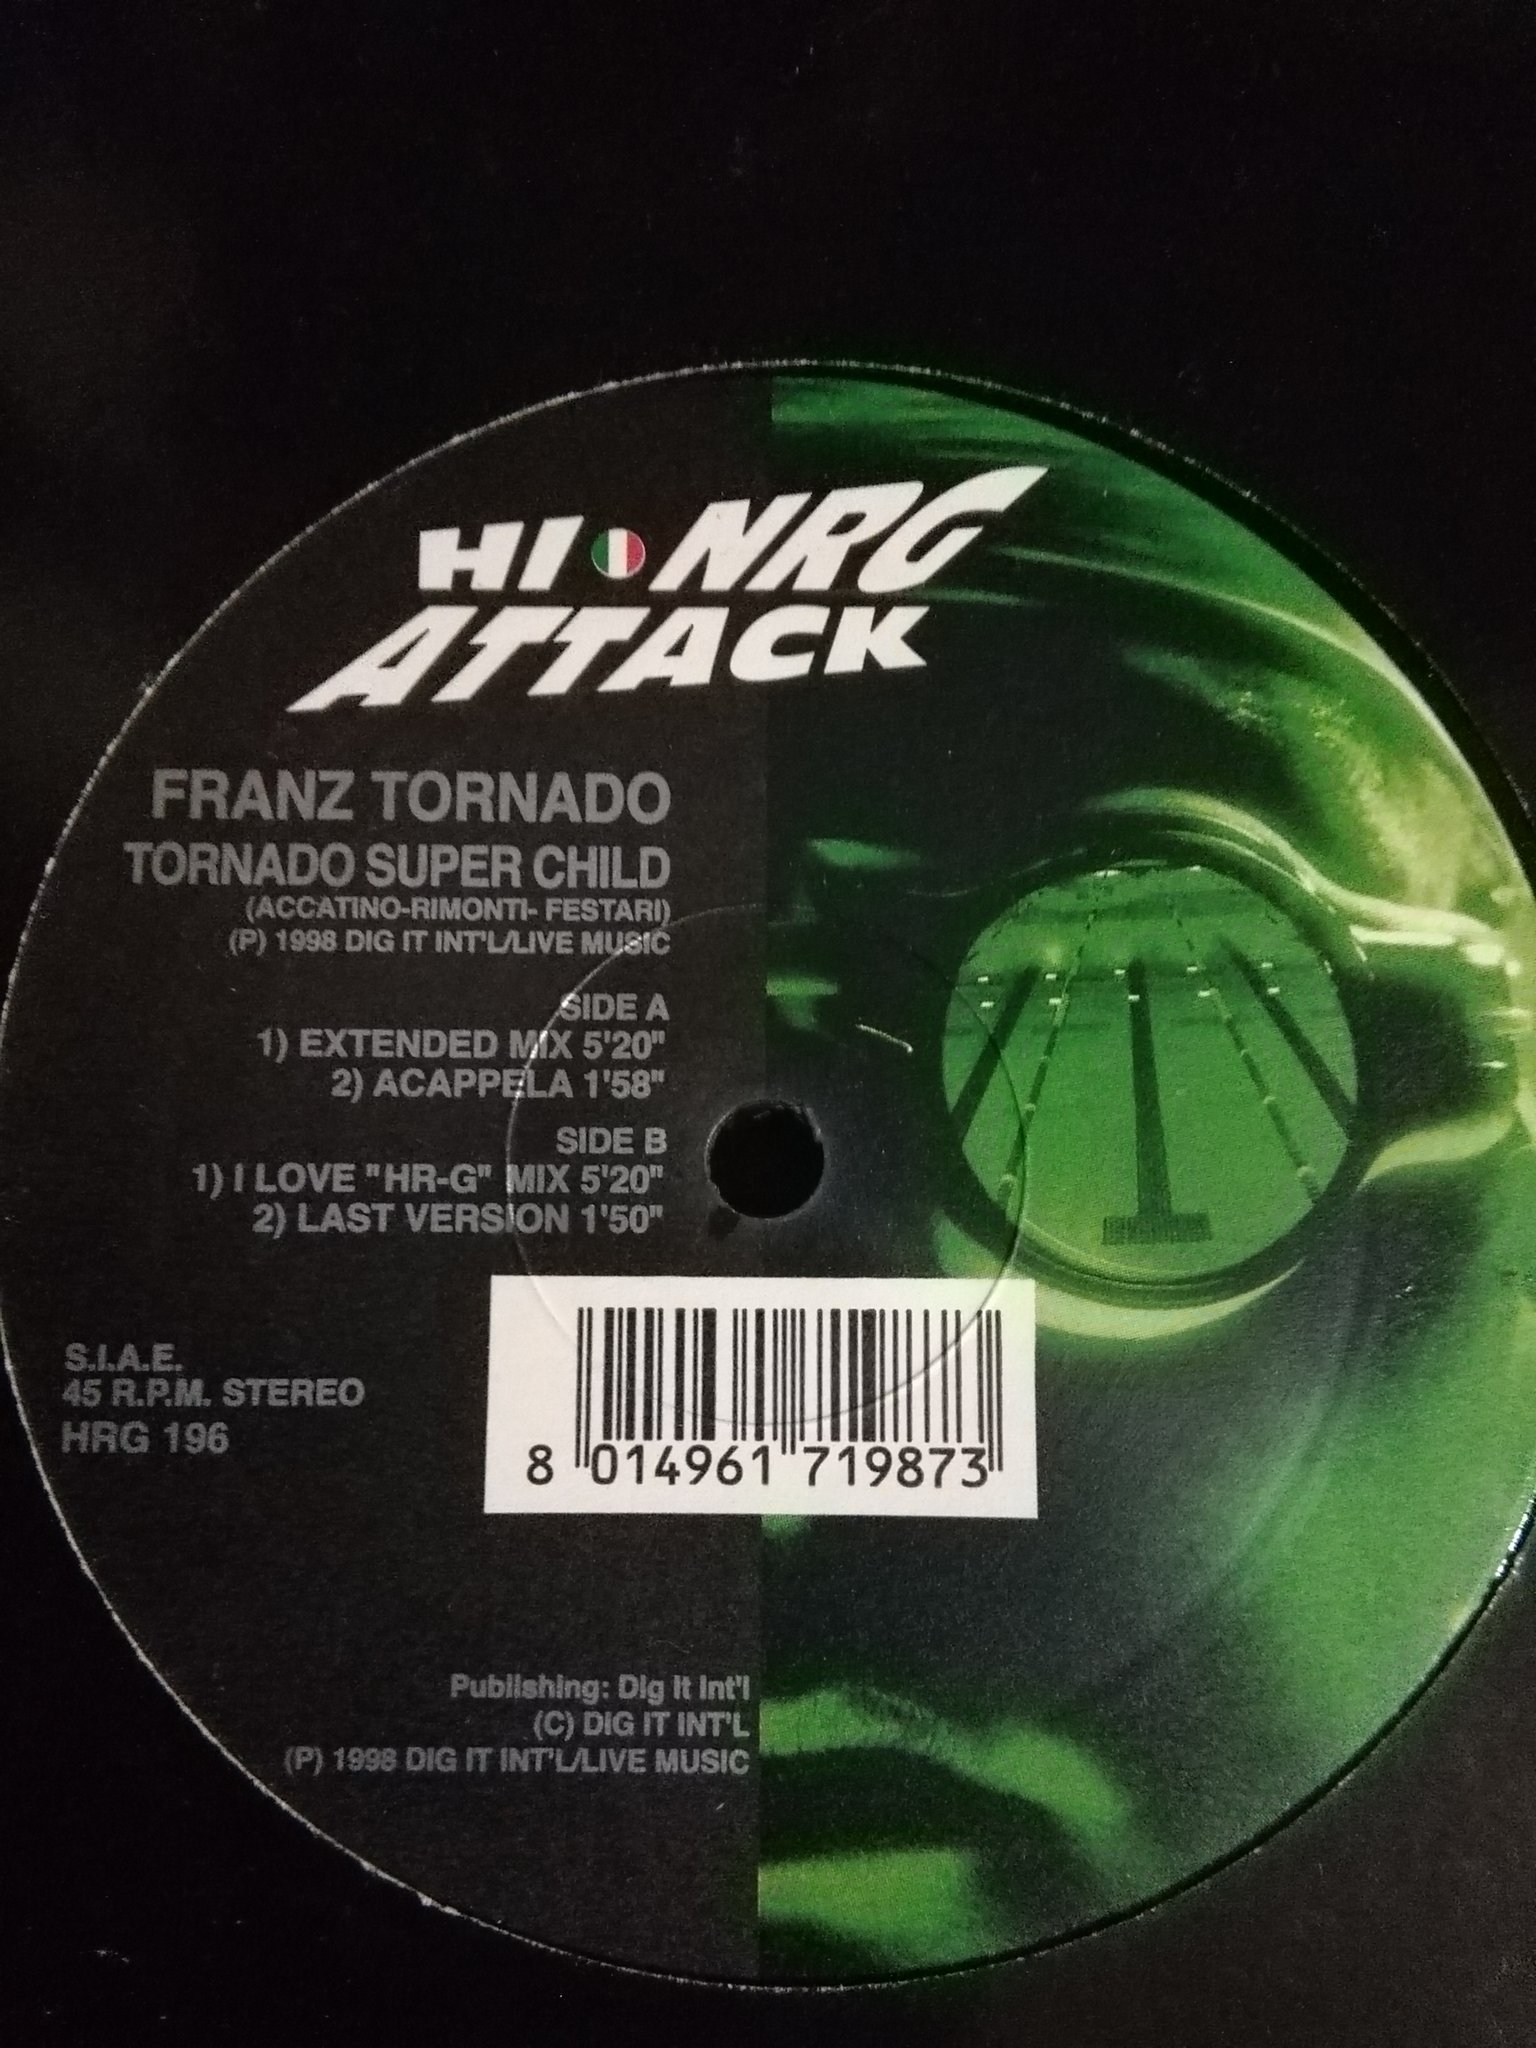 HI NRG
ATTACK
FRANZ TORNADO
TORNADO SUPER CHILD
(ACCATINO-RIMONTI- FESTARI)
(P) 1998 DIG IT INT'L/LIVE MUSIC
SIDE A
1) EXTENDED MIX 5'20"
2) ACAPPELA 1'58"
SIDE B
1) I LOVE "HR-G" MIX 5'20"
2) LAST VERSION 1'50"
S.I.A.E.
45 R.P.M. STEREO
HRG 196
8 014961 719873
Publishing: Dig It Int'l
(C) DIG IT INT'L
(P) 1998 DIG IT INT'L/LIVE MUSIC